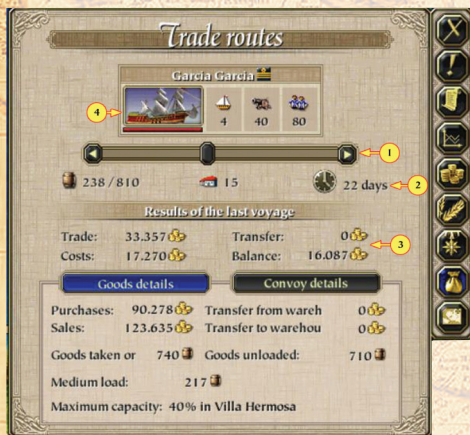 Trade routes
Garcia Garcia
4
4 40 80
1
238 / 810 15 22 days 2
Results of the last voyage
Trade: 33.357 Transfer: 0
3
Costs: 17.270 Balance: 16.087
Goods details Convoy details
Purchases: 90.278 Transfer from wareh 0
Sales: 123.635 Transfer to warehou 0
Goods taken or 740 Goods unloaded: 710
Medium load: 217
Maximum capacity: 40% in Villa Hermosa